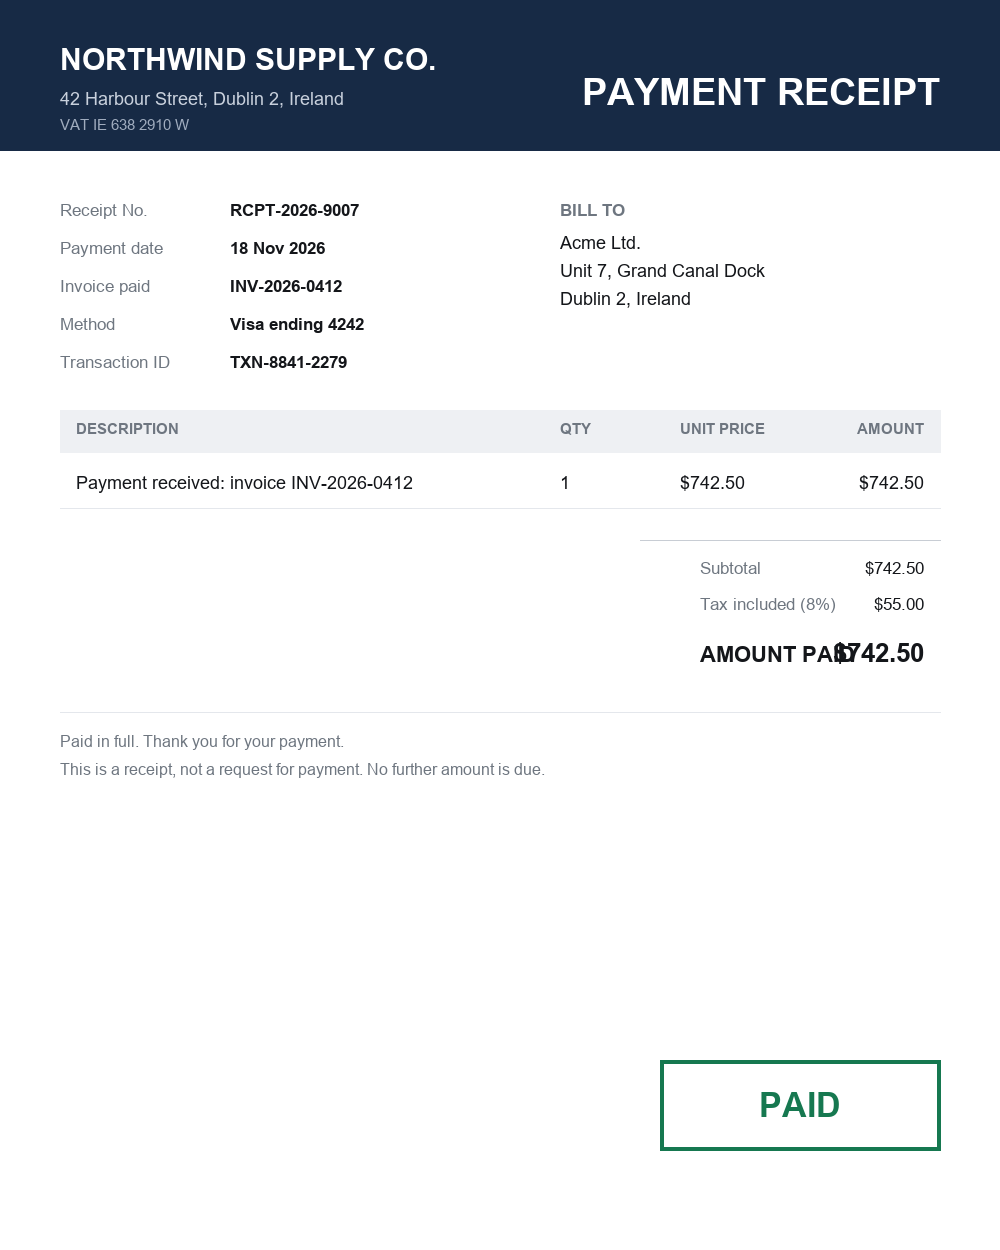 NORTHWIND SUPPLY CO.
42 Harbour Street, Dublin 2, Ireland
VAT IE 638 2910 W
PAYMENT RECEIPT
Receipt No. RCPT-2026-9007
Payment date 18 Nov 2026
Invoice paid INV-2026-0412
Method Visa ending 4242
Transaction ID TXN-8841-2279
BILL TO
Acme Ltd.
Unit 7, Grand Canal Dock
Dublin 2, Ireland
DESCRIPTION QTY UNIT PRICE AMOUNT
Payment received: invoice INV-2026-0412 1 $742.50 $742.50
Subtotal $742.50
Tax included (8%) $55.00
AMOUNT PAID $742.50
Paid in full. Thank you for your payment.
This is a receipt, not a request for payment. No further amount is due.
PAID